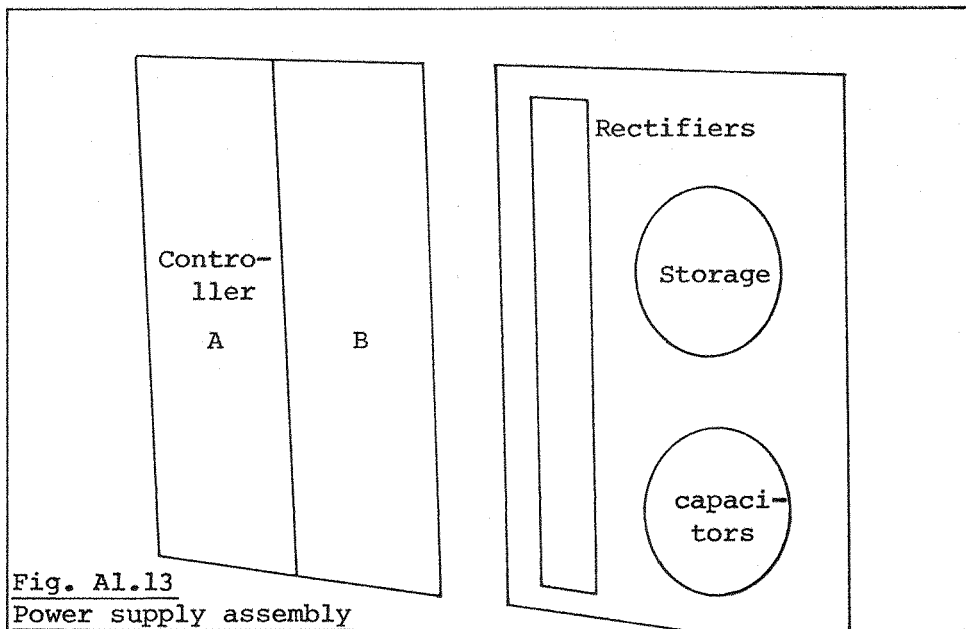 Rectifiers
Contro-
ller
A
B
Storage
capaci-
tors
Fig. A1.13
Power supply assembly